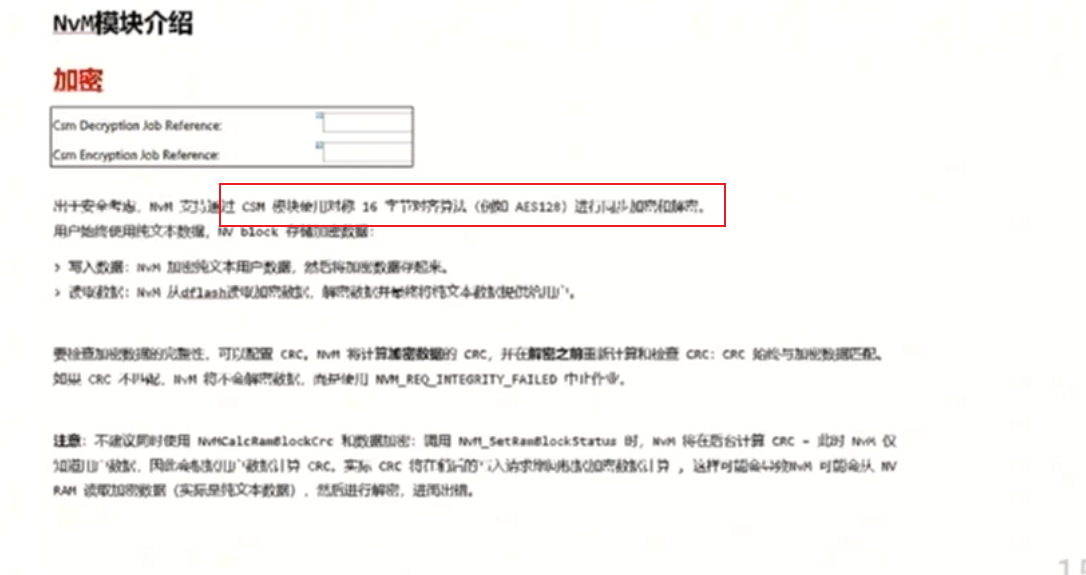 NvM模块介绍
加密
Csm Decryption Job Reference:
Csm Encryption Job Reference:
出于安全考虑，NvM 支持通过 CSM 模块使用对称 16 字节对齐算法（例如 AES128）进行同步加密和解密。
用户始终使用纯文本数据，NV block 存储加密数据：
> 写入数据：NvM 加密纯文本用户数据，然后将加密数据存起来。
> 读取数据：NvM 从dflash读取加密数据，解密数据并最终将纯文本数据提供给用户。
要检查加密数据的完整性，可以配置 CRC。NvM 将计算加密数据的 CRC，并在解密之前重新计算和检查 CRC：CRC 始终与加密数据匹配。
如果 CRC 不匹配，NvM 将不会解密数据，而是使用 NVM_REQ_INTEGRITY_FAILED 中止作业。
注意：不建议同时使用 NvMCalcRamBlockCrc 和数据加密：调用 NvM_SetRamBlockStatus 时，NvM 将在后台计算 CRC - 此时 NvM 仅
知道用户数据，因此会根据用户数据计算 CRC。实际 CRC 将在稍后的写入请求期间根据加密数据计算 ，这样可能会导致NvM 可能会从 NV
RAM 读取加密数据（实际是纯文本数据），然后进行解密，进而出错。